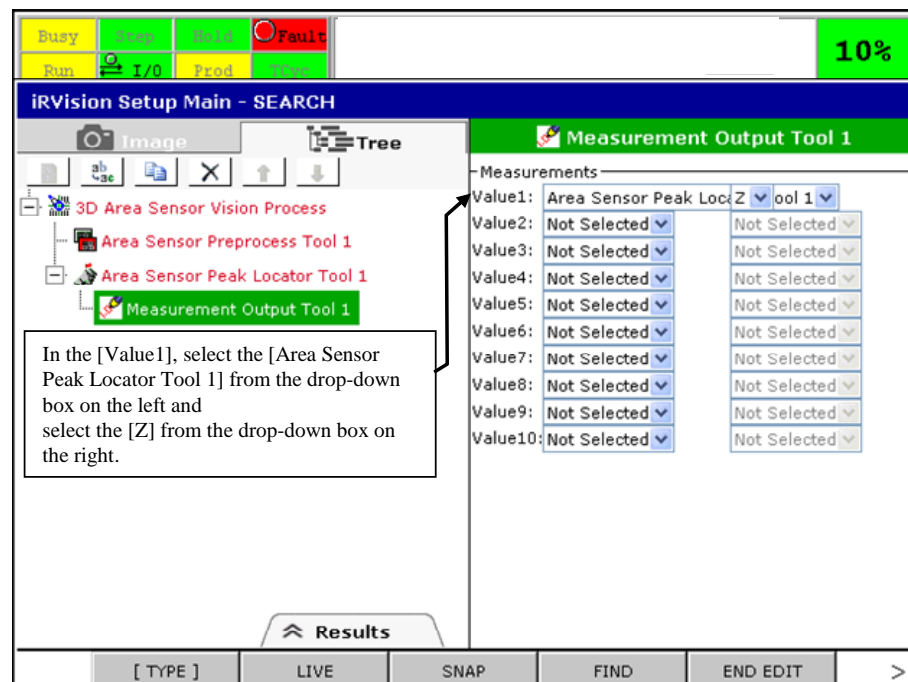 Busy Step Hold Fault
Run I/O Prod TCyc
10%
iRVision Setup Main - SEARCH
Image Tree
ab
ac
3D Area Sensor Vision Process
Area Sensor Preprocess Tool 1
Area Sensor Peak Locator Tool 1
Measurement Output Tool 1
In the [Value1], select the [Area Sensor
Peak Locator Tool 1] from the drop-down
box on the left and
select the [Z] from the drop-down box on
the right.
Results
Measurement Output Tool 1
Measurements
Value1: Area Sensor Peak Loca Z ool 1
Value2: Not Selected Not Selected
Value3: Not Selected Not Selected
Value4: Not Selected Not Selected
Value5: Not Selected Not Selected
Value6: Not Selected Not Selected
Value7: Not Selected Not Selected
Value8: Not Selected Not Selected
Value9: Not Selected Not Selected
Value10: Not Selected Not Selected
[ TYPE ] LIVE SNAP FIND END EDIT >